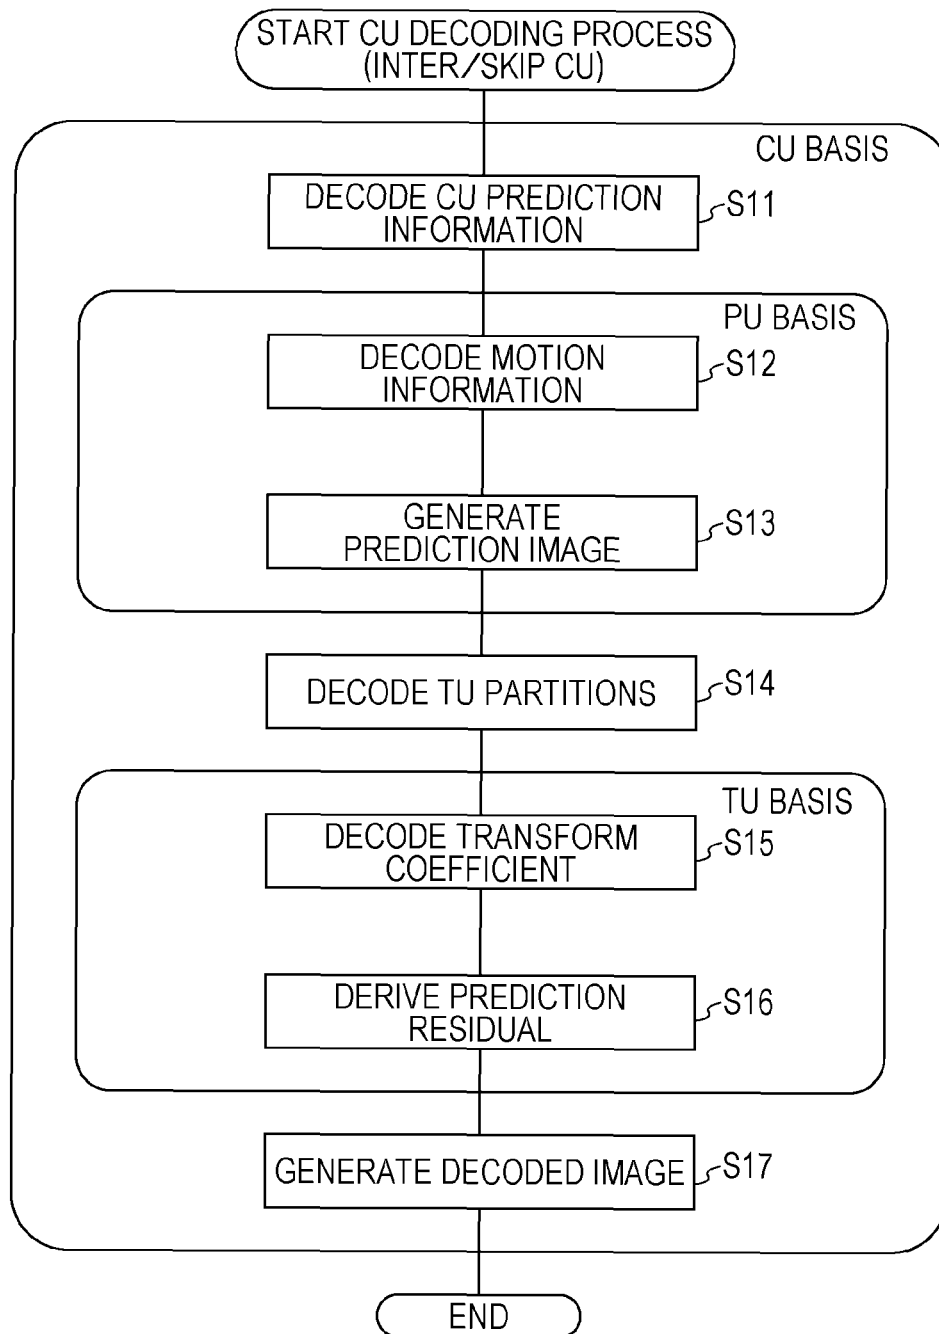 START CU DECODING PROCESS
(INTER/SKIP CU)
CU BASIS
DECODE CU PREDICTION
INFORMATION
S11
PU BASIS
DECODE MOTION
INFORMATION
S12
GENERATE
PREDICTION IMAGE
S13
DECODE TU PARTITIONS
S14
TU BASIS
DECODE TRANSFORM
COEFFICIENT
S15
DERIVE PREDICTION
RESIDUAL
S16
GENERATE DECODED IMAGE
S17
END